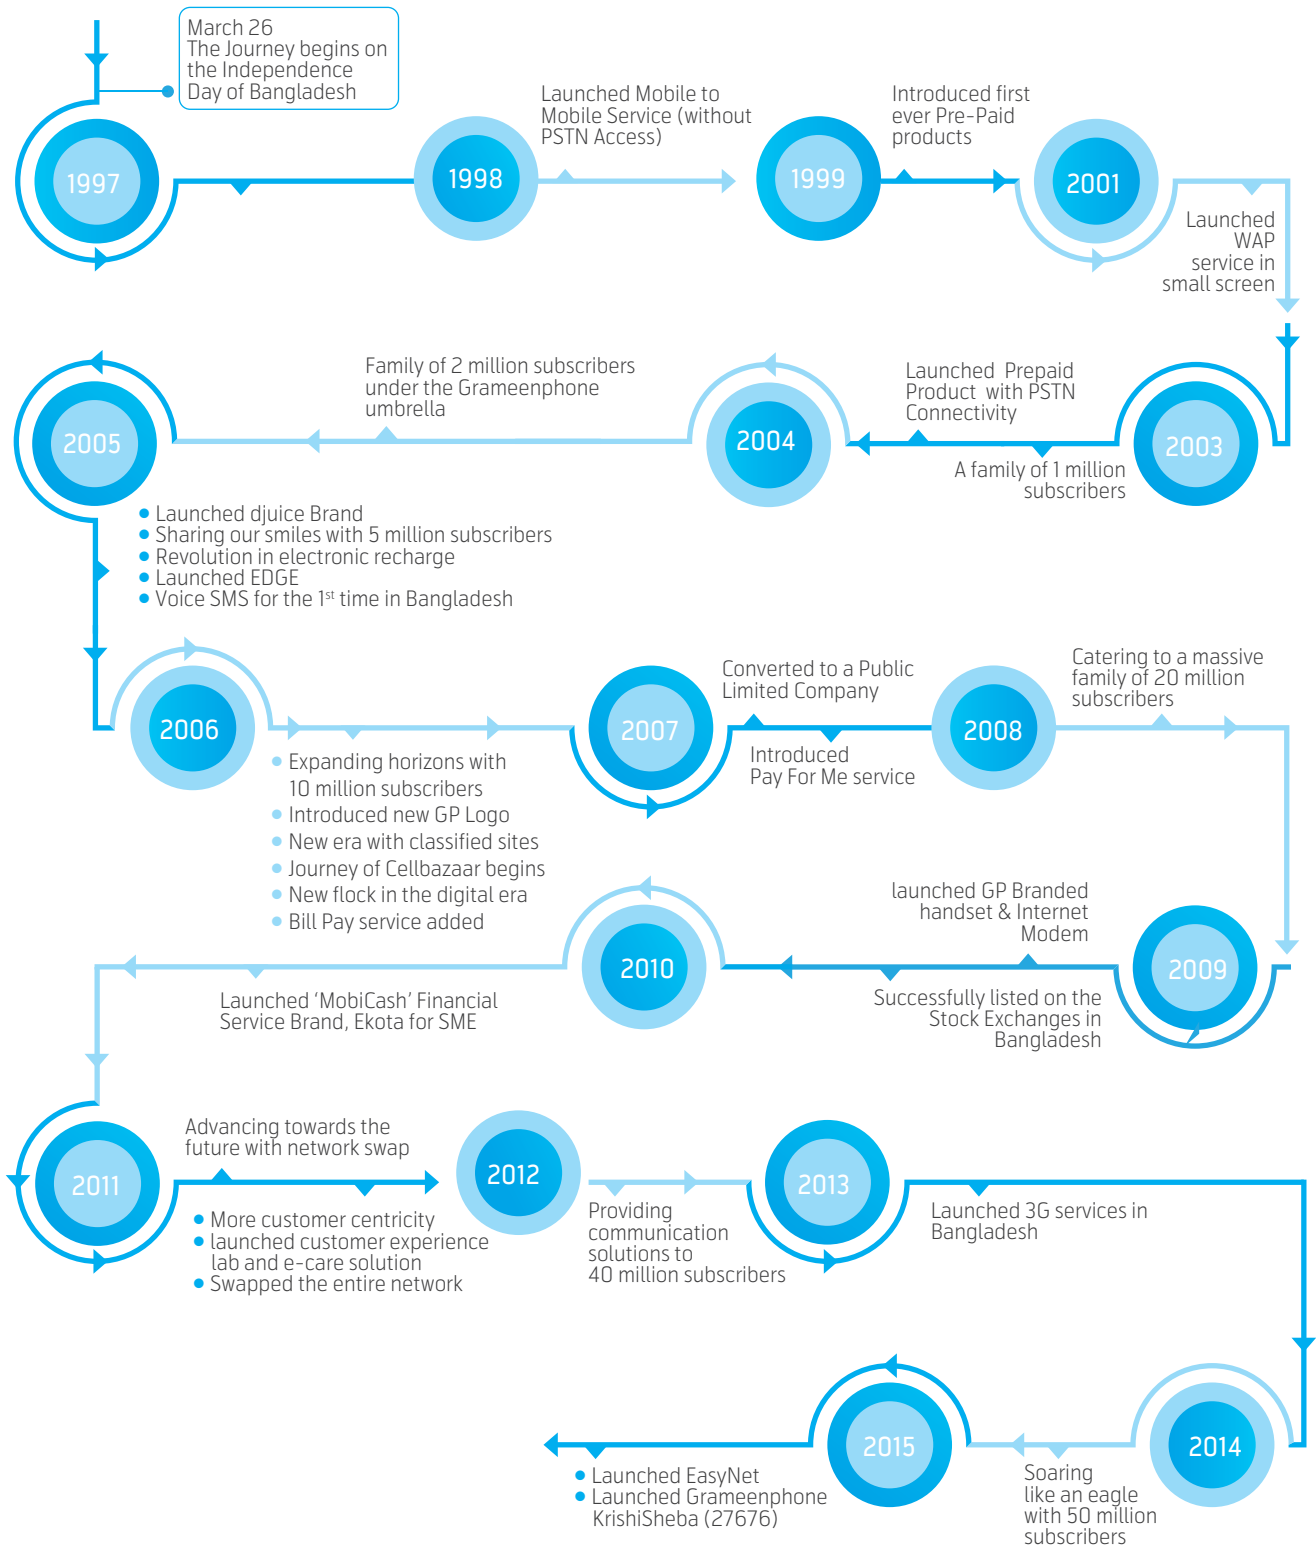 March 26
The Journey begins on
the Independence
Day of Bangladesh
1997
1998
Launched Mobile to
Mobile Service (without
PSTN Access)
1999
Introduced first
ever Pre-Paid
products
2001
Launched
WAP
service in
small screen
2003
A family of 1 million
subscribers
Launched Prepaid
Product with PSTN
Connectivity
2004
Family of 2 million subscribers
under the Grameenphone
umbrella
2005
Launched djuice Brand
Sharing our smiles with 5 million subscribers
Revolution in electronic recharge
Launched EDGE
Voice SMS for the 1st time in Bangladesh
2006
Expanding horizons with
10 million subscribers
Introduced new GP Logo
New era with classified sites
Journey of Cellbazaar begins
New flock in the digital era
Bill Pay service added
2007
Converted to a Public
Limited Company
Introduced
Pay For Me service
2008
Catering to a massive
family of 20 million
subscribers
2009
launched GP Branded
handset & Internet
Modem
Successfully listed on the
Stock Exchanges in
Bangladesh
2010
Launched ‘MobiCash’ Financial
Service Brand, Ekota for SME
2011
Advancing towards the
future with network swap
More customer centricity
launched customer experience
lab and e-care solution
Swapped the entire network
2012
Providing
communication
solutions to
40 million subscribers
2013
Launched 3G services in
Bangladesh
2014
Soaring
like an eagle
with 50 million
subscribers
2015
Launched EasyNet
Launched Grameenphone
KrishiSheba (27676)